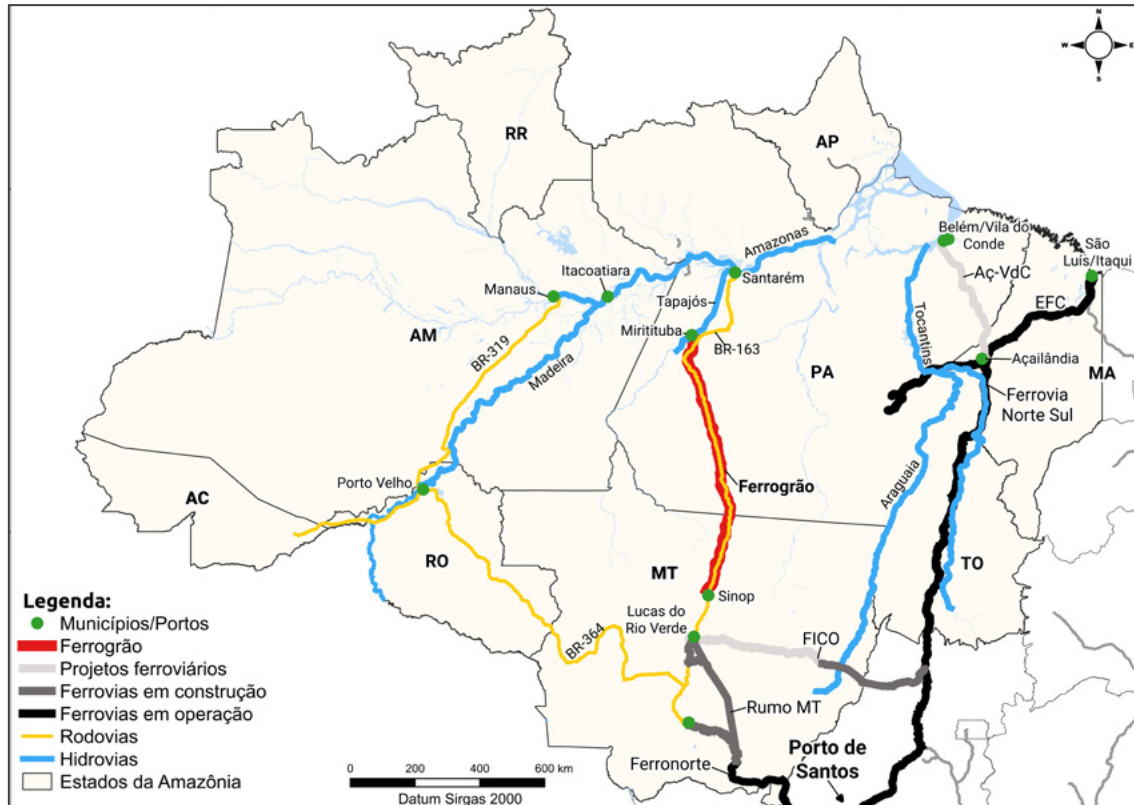 N
W
E
S
RR
AP
Amazonas
Belém/Vila do
Conde
São
Luís/Itaqui
Itacoatiara
Manaus
Santarém
Aç-VdC
Tapajós
EFC
Miritituba
BR-163
AM
BR-319
Madeira
Tocantins
PA
Açailândia
MA
Ferrovia
Norte Sul
Porto Velho
Ferrogrão
Araguaia
AC
RO
MT
TO
Sinop
Lucas do
Rio Verde
FICO
BR-364
Rumo MT
Porto de
Santos
Ferronorte
Legenda:
Municípios/Portos
Ferrogrão
Projetos ferroviários
Ferrovias em construção
Ferrovias em operação
Rodovias
Hidrovias
Estados da Amazônia
0 200 400 600 km
Datum Sirgas 2000